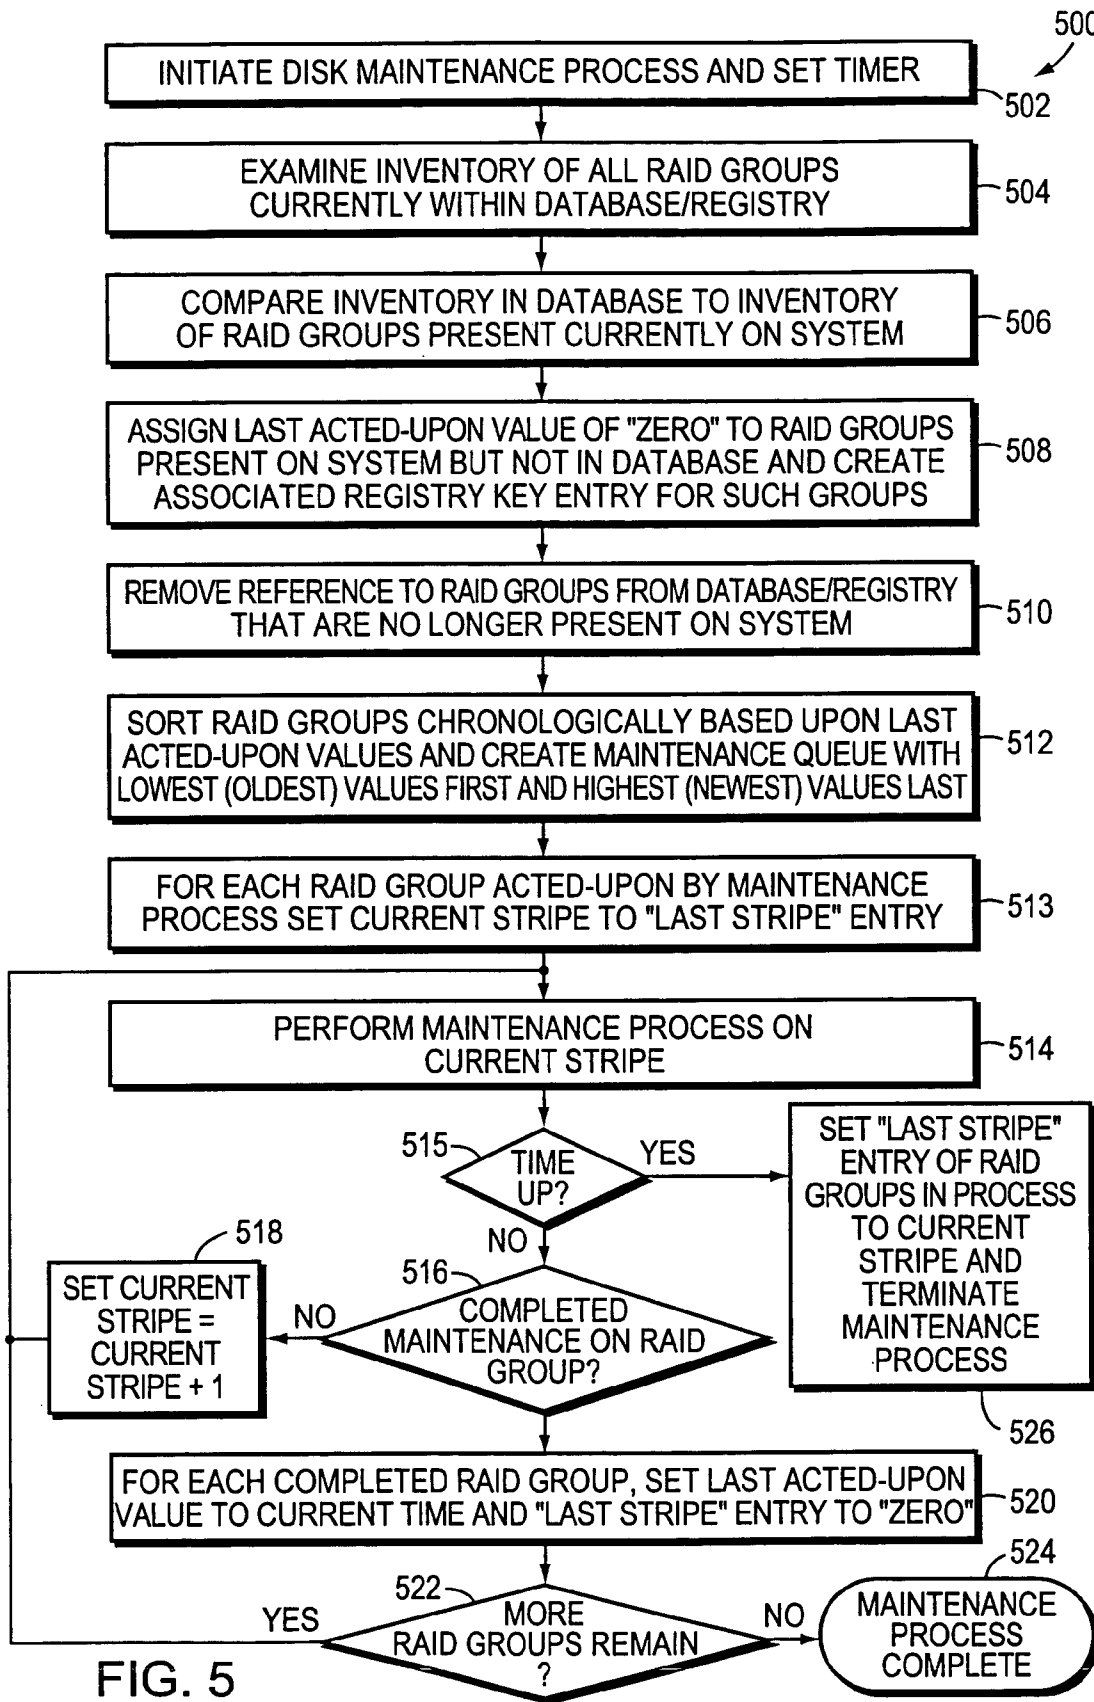 500
INITIATE DISK MAINTENANCE PROCESS AND SET TIMER
502
EXAMINE INVENTORY OF ALL RAID GROUPS
CURRENTLY WITHIN DATABASE/REGISTRY
504
COMPARE INVENTORY IN DATABASE TO INVENTORY
OF RAID GROUPS PRESENT CURRENTLY ON SYSTEM
506
ASSIGN LAST ACTED-UPON VALUE OF "ZERO" TO RAID GROUPS
PRESENT ON SYSTEM BUT NOT IN DATABASE AND CREATE
ASSOCIATED REGISTRY KEY ENTRY FOR SUCH GROUPS
508
REMOVE REFERENCE TO RAID GROUPS FROM DATABASE/REGISTRY
THAT ARE NO LONGER PRESENT ON SYSTEM
510
SORT RAID GROUPS CHRONOLOGICALLY BASED UPON LAST
ACTED-UPON VALUES AND CREATE MAINTENANCE QUEUE WITH
LOWEST (OLDEST) VALUES FIRST AND HIGHEST (NEWEST) VALUES LAST
512
FOR EACH RAID GROUP ACTED-UPON BY MAINTENANCE
PROCESS SET CURRENT STRIPE TO "LAST STRIPE" ENTRY
513
PERFORM MAINTENANCE PROCESS ON
CURRENT STRIPE
514
515
TIME
UP?
YES
NO
SET "LAST STRIPE"
ENTRY OF RAID
GROUPS IN PROCESS
TO CURRENT
STRIPE AND
TERMINATE
MAINTENANCE
PROCESS
526
516
COMPLETED
MAINTENANCE ON RAID
GROUP?
NO
518
SET CURRENT
STRIPE =
CURRENT
STRIPE + 1
FOR EACH COMPLETED RAID GROUP, SET LAST ACTED-UPON
VALUE TO CURRENT TIME AND "LAST STRIPE" ENTRY TO "ZERO"
520
522
MORE
RAID GROUPS REMAIN
?
YES
NO
524
MAINTENANCE
PROCESS
COMPLETE
FIG. 5